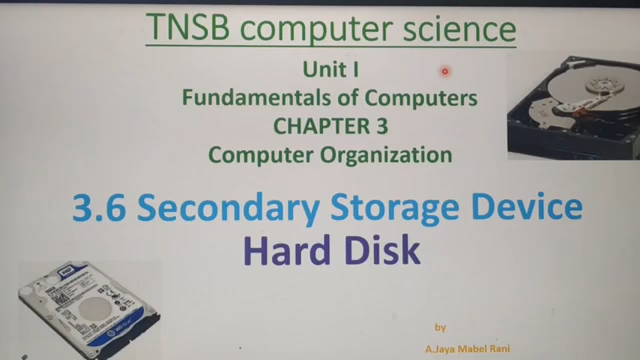 TNSB computer science
Unit I
Fundamentals of Computers
CHAPTER 3
Computer Organization
3.6 Secondary Storage Device
Hard Disk
by
A.Jaya Mabel Rani